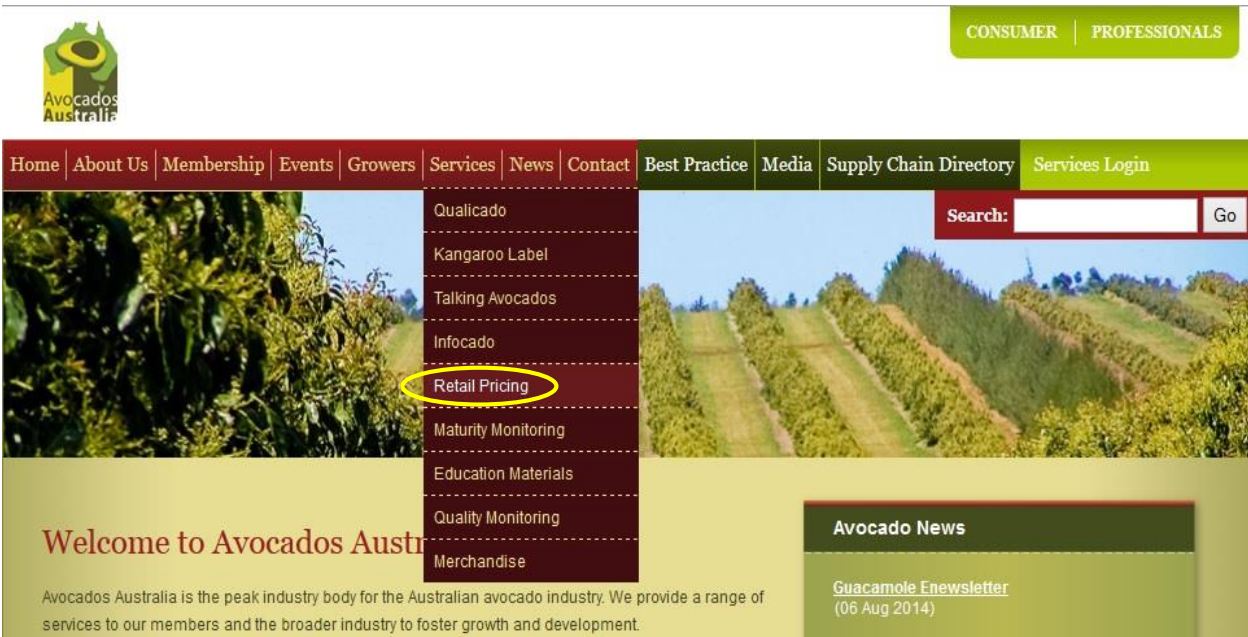 CONSUMER | PROFESSIONALS
Avocados
Australia
Home | About Us | Membership | Events | Growers | Services | News | Contact | Best Practice | Media | Supply Chain Directory Services Login
Search: Go
Qualicado
Kangaroo Label
Talking Avocados
Infocado
Retail Pricing
Maturity Monitoring
Education Materials
Quality Monitoring
Merchandise
Welcome to Avocados Austr
Avocados Australia is the peak industry body for the Australian avocado industry. We provide a range of
services to our members and the broader industry to foster growth and development.
Avocado News
Guacamole Enewsletter
(06 Aug 2014)